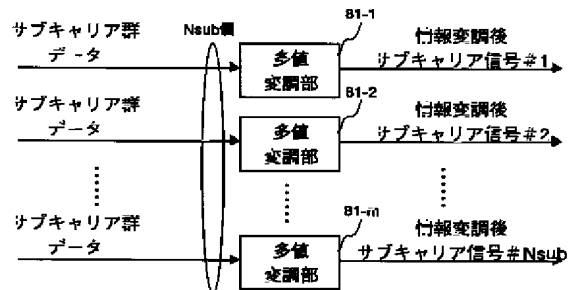 サブキャリア群
データ
Nsub個
81-1
多値
変調部
情報変調後
サブキャリア信号#1
サブキャリア群
データ
81-2
多値
変調部
情報変調後
サブキャリア信号#2
サブキャリア群
データ
81-m
多値
変調部
情報変調後
サブキャリア信号#Nsub